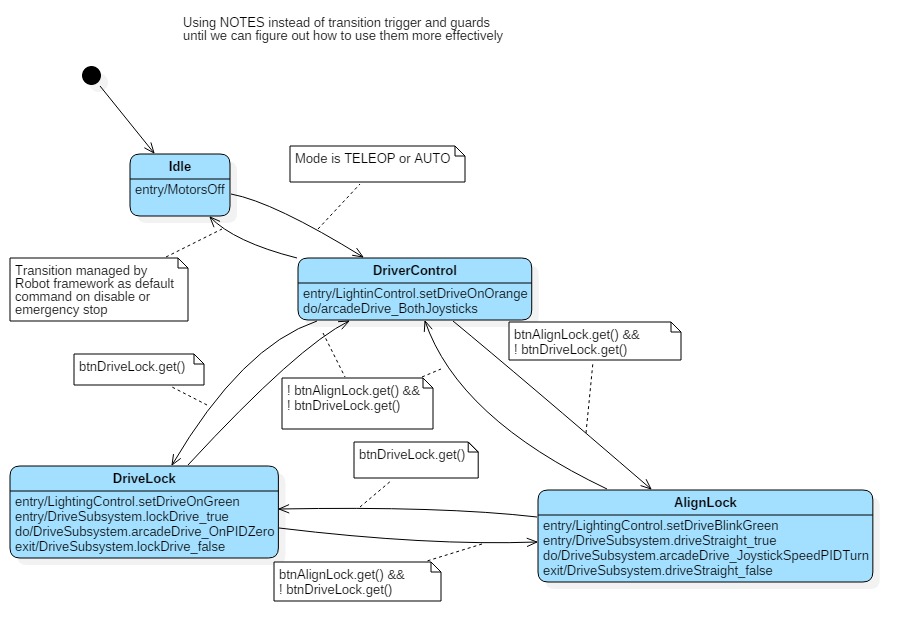 Using NOTES instead of transition trigger and guards
until we can figure out how to use them more effectively
Mode is TELEOP or AUTO
Idle
entry/MotorsOff
Transition managed by
Robot framework as default
command on disable or
emergency stop
DriverControl
entry/LightinControl.setDriveOnOrange
do/arcadeDrive_BothJoysticks
btnAlignLock.get() &&
! btnDriveLock.get()
btnDriveLock.get()
! btnAlignLock.get() &&
! btnDriveLock.get()
btnDriveLock.get()
DriveLock
entry/LightingControl.setDriveOnGreen
entry/DriveSubsystem.lockDrive_true
do/DriveSubsystem.arcadeDrive_OnPIDZero
exit/DriveSubsystem.lockDrive_false
AlignLock
entry/LightingControl.setDriveBlinkGreen
entry/DriveSubsystem.driveStraight_true
do/DriveSubsystem.arcadeDrive_JoystickSpeedPIDTurn
exit/DriveSubsystem.driveStraight_false
btnAlignLock.get() &&
! btnDriveLock.get()